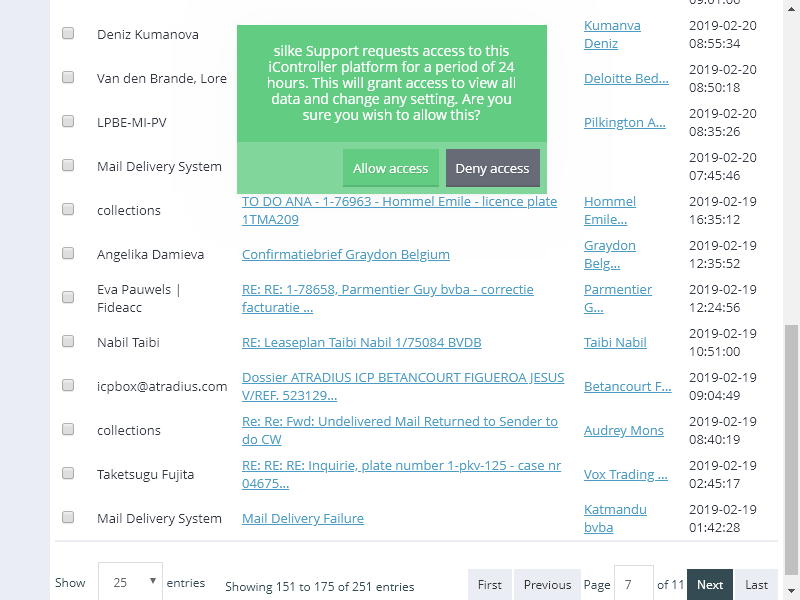 09:01:00
Deniz Kumanova
Kumanva
Deniz
2019-02-20
08:55:34
silke Support requests access to this
iController platform for a period of 24
hours. This will grant access to view all
data and change any setting. Are you
sure you wish to allow this?
Allow access
Deny access
Van den Brande, Lore
Deloitte Bed...
2019-02-20
08:50:18
LPBE-MI-PV
Pilkington A...
2019-02-20
08:35:26
Mail Delivery System
2019-02-20
07:45:46
collections
TO DO ANA - 1-76963 - Hommel Emile - licence plate
1TMA209
Hommel
Emile...
2019-02-19
16:35:12
Angelika Damieva
Confirmatiebrief Graydon Belgium
Graydon
Belg...
2019-02-19
12:35:52
Eva Pauwels |
Fideacc
RE: RE: 1-78658, Parmentier Guy bvba - correctie
facturatie ...
Parmentier
G...
2019-02-19
12:24:56
Nabil Taibi
RE: Leaseplan Taibi Nabil 1/75084 BVDB
Taibi Nabil
2019-02-19
10:51:00
icpbox@atradius.com
Dossier ATRADIUS ICP BETANCOURT FIGUEROA JESUS
V/REF. 523129...
Betancourt F...
2019-02-19
09:04:49
collections
Re: Re: Fwd: Undelivered Mail Returned to Sender to
do CW
Audrey Mons
2019-02-19
08:40:19
Taketsugu Fujita
RE: RE: RE: Inquirie, plate number 1-pkv-125 - case nr
04675...
Vox Trading ...
2019-02-19
02:45:17
Mail Delivery System
Mail Delivery Failure
Katmandu
bvba
2019-02-19
01:42:28
Show 25 entries
Showing 151 to 175 of 251 entries
First Previous Page 7 of 11 Next Last